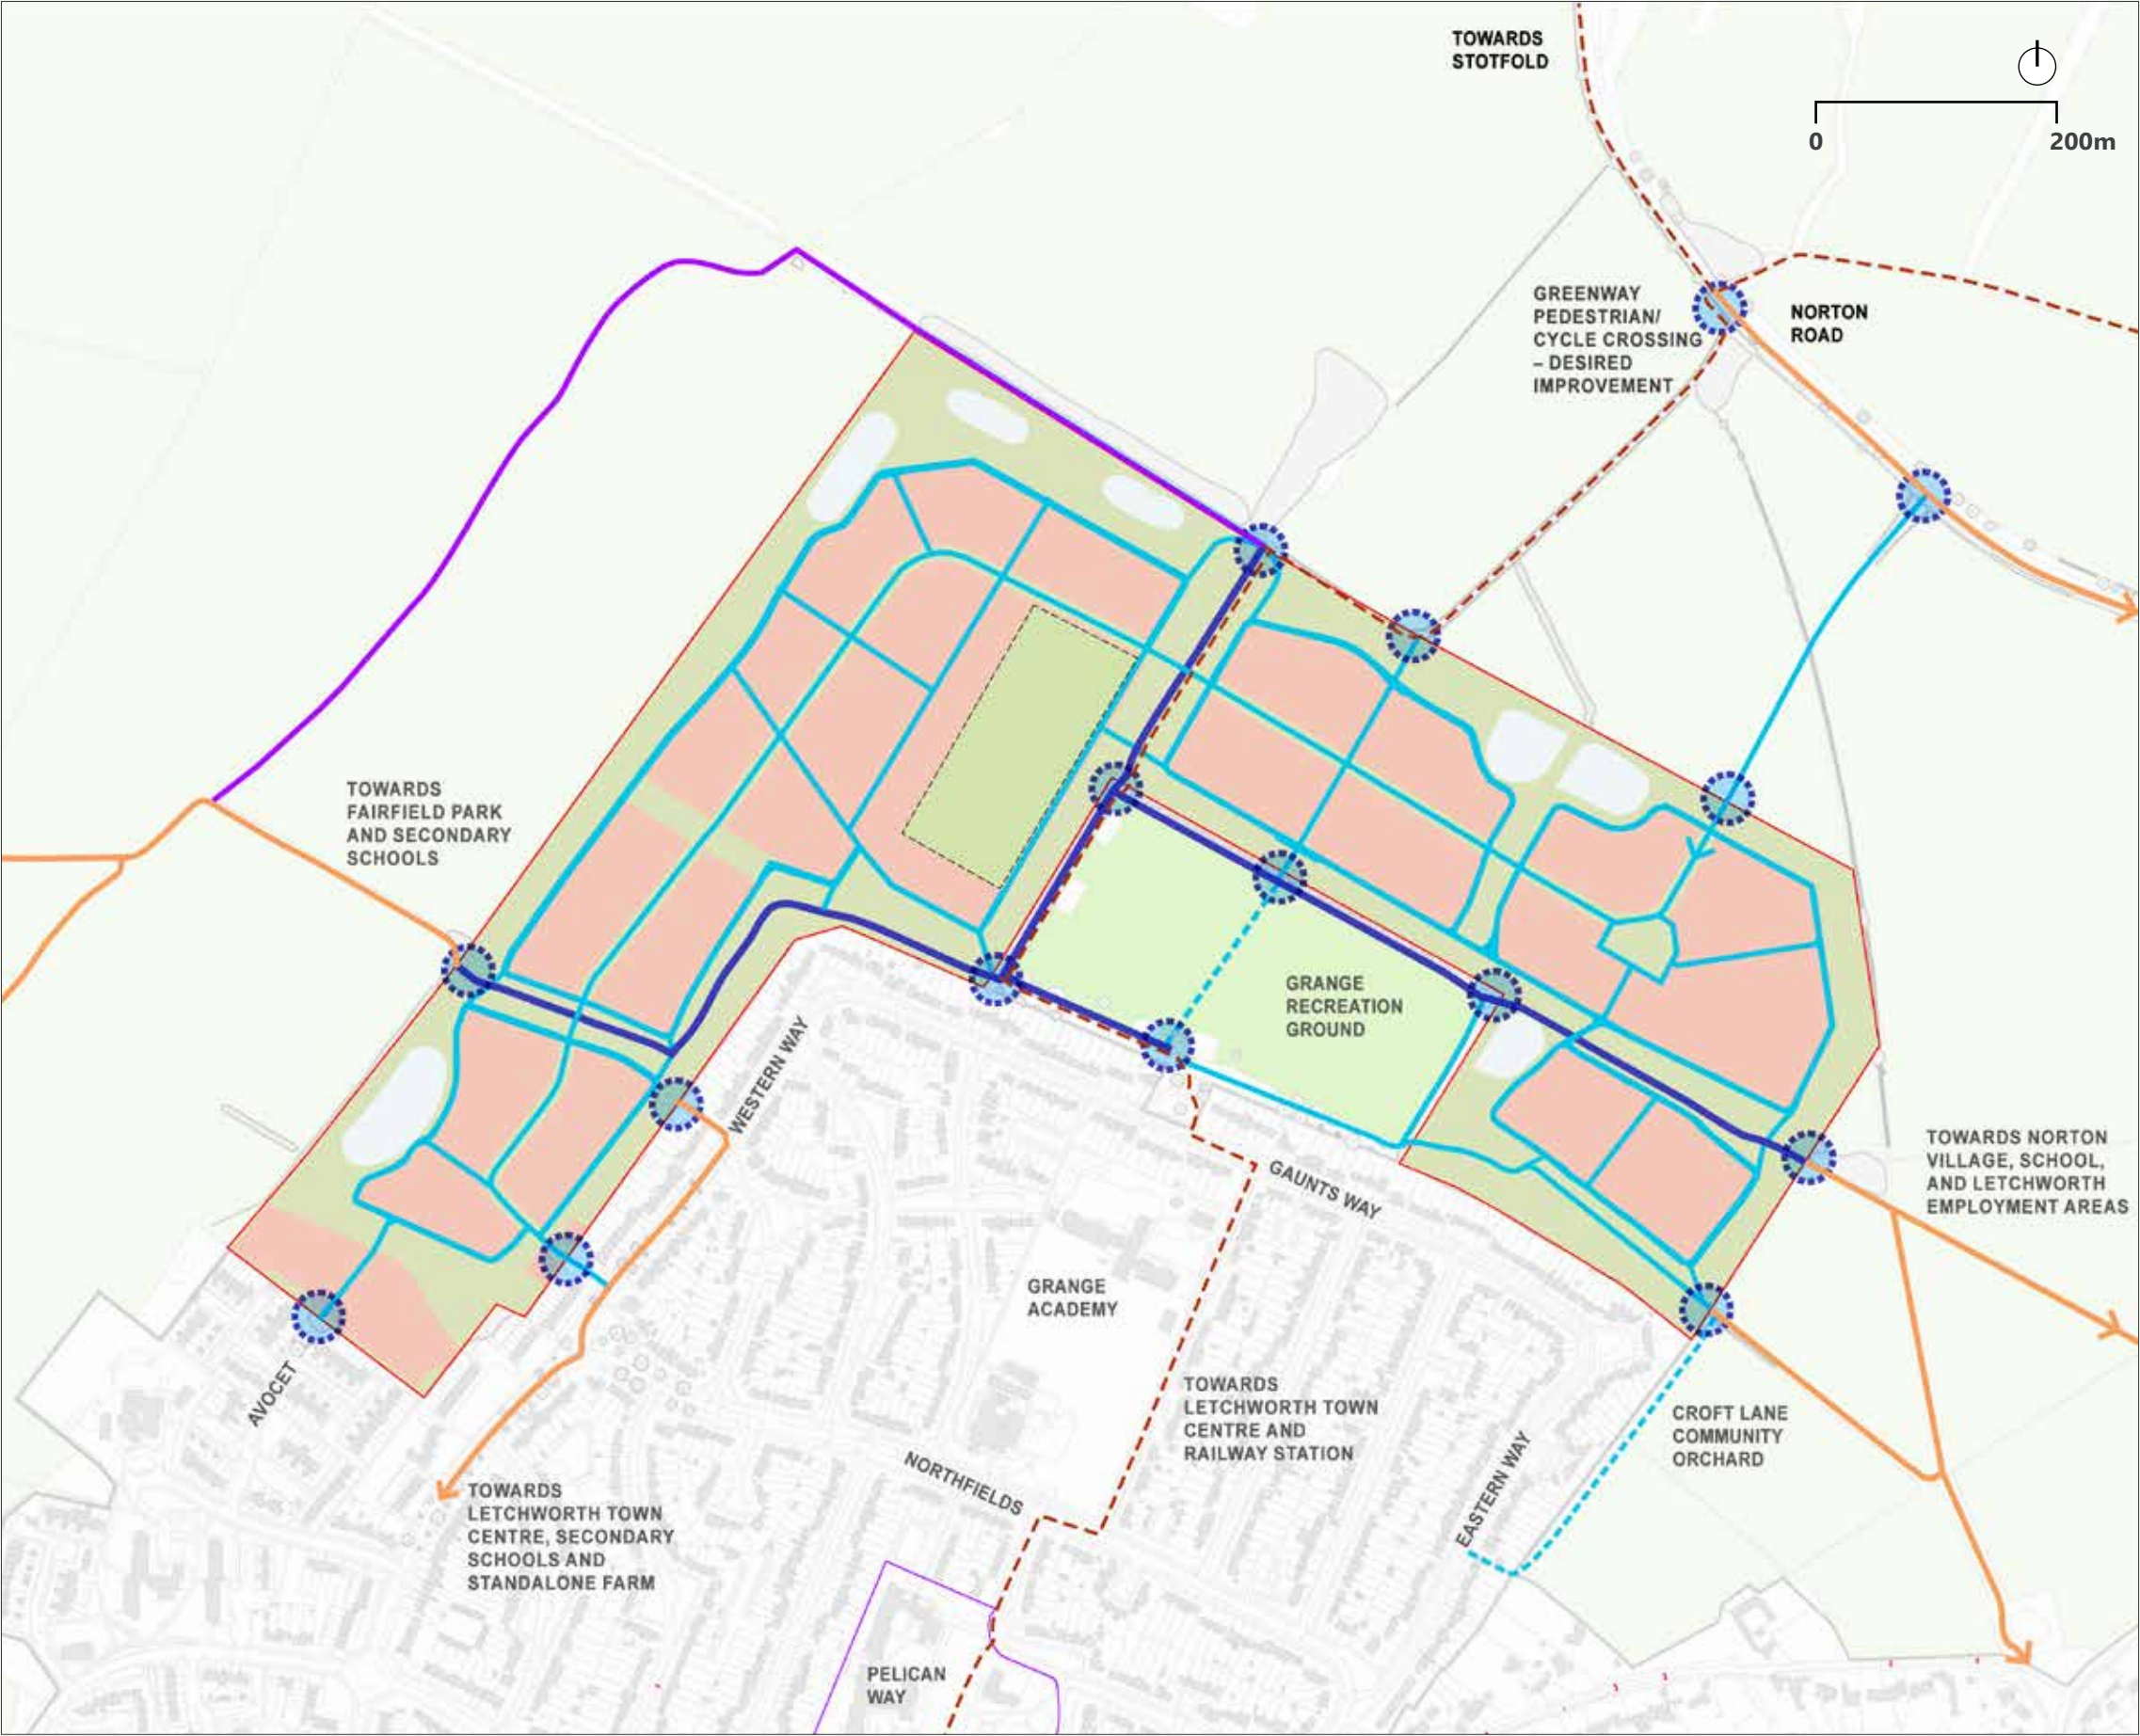 TOWARDS
STOTFOLD
0
200m
GREENWAY
PEDESTRIAN/
CYCLE CROSSING
– DESIRED
IMPROVEMENT
NORTON
ROAD
TOWARDS
FAIRFIELD PARK
AND SECONDARY
SCHOOLS
GRANGE
RECREATION
GROUND
WESTERN WAY
GAUNTS WAY
TOWARDS NORTON
VILLAGE, SCHOOL,
AND LETCHWORTH
EMPLOYMENT AREAS
GRANGE
ACADEMY
AVOCET
TOWARDS
LETCHWORTH TOWN
CENTRE AND
RAILWAY STATION
CROFT LANE
COMMUNITY
ORCHARD
EASTERN WAY
NORTHFIELDS
TOWARDS
LETCHWORTH TOWN
CENTRE, SECONDARY
SCHOOLS AND
STANDALONE FARM
PELICAN
WAY